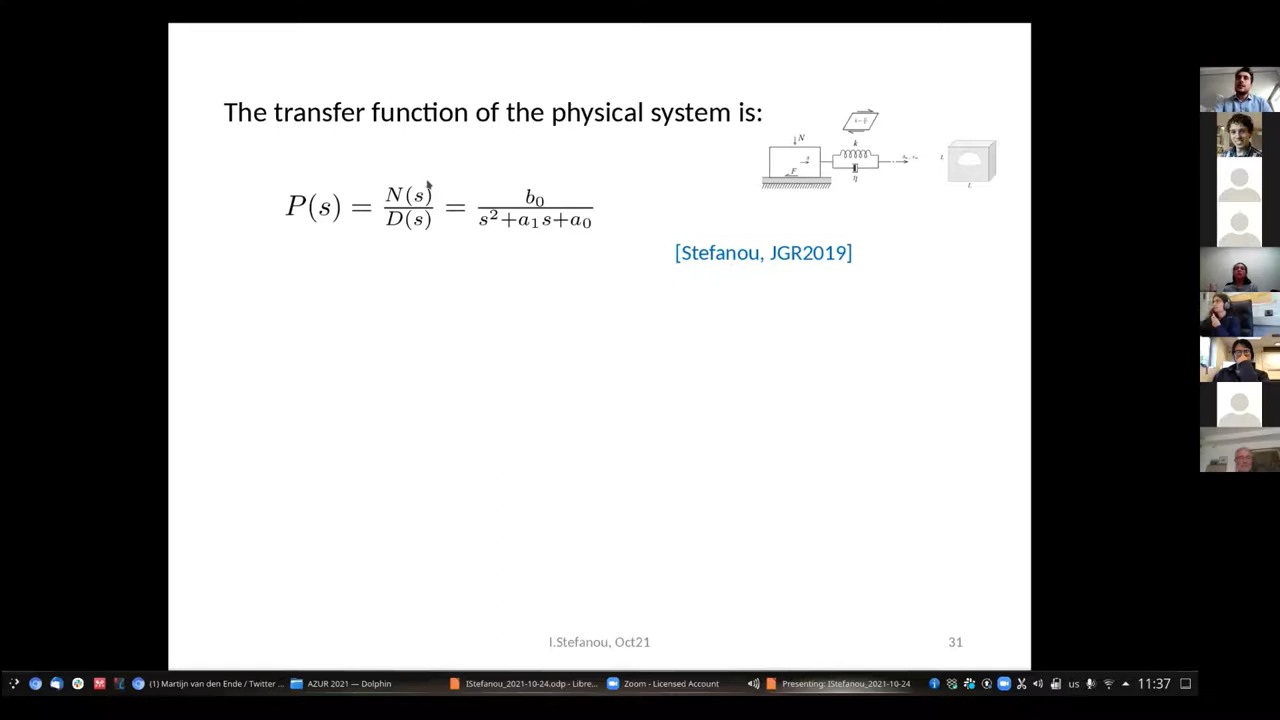 The transfer function of the physical system is:
N
k
F
η
L
L
P(s) = N(s)/D(s) = b₀/(s²+a₁s+a₀)
[Stefanou, JGR2019]
I.Stefanou, Oct21
31
(1) Martijn van den Ende / Twitter ...
AZUR 2021 — Dolphin
IStefanou_2021-10-24.odp - Libre...
Zoom - Licensed Account
Presenting: IStefanou_2021-10-24
us
11:37